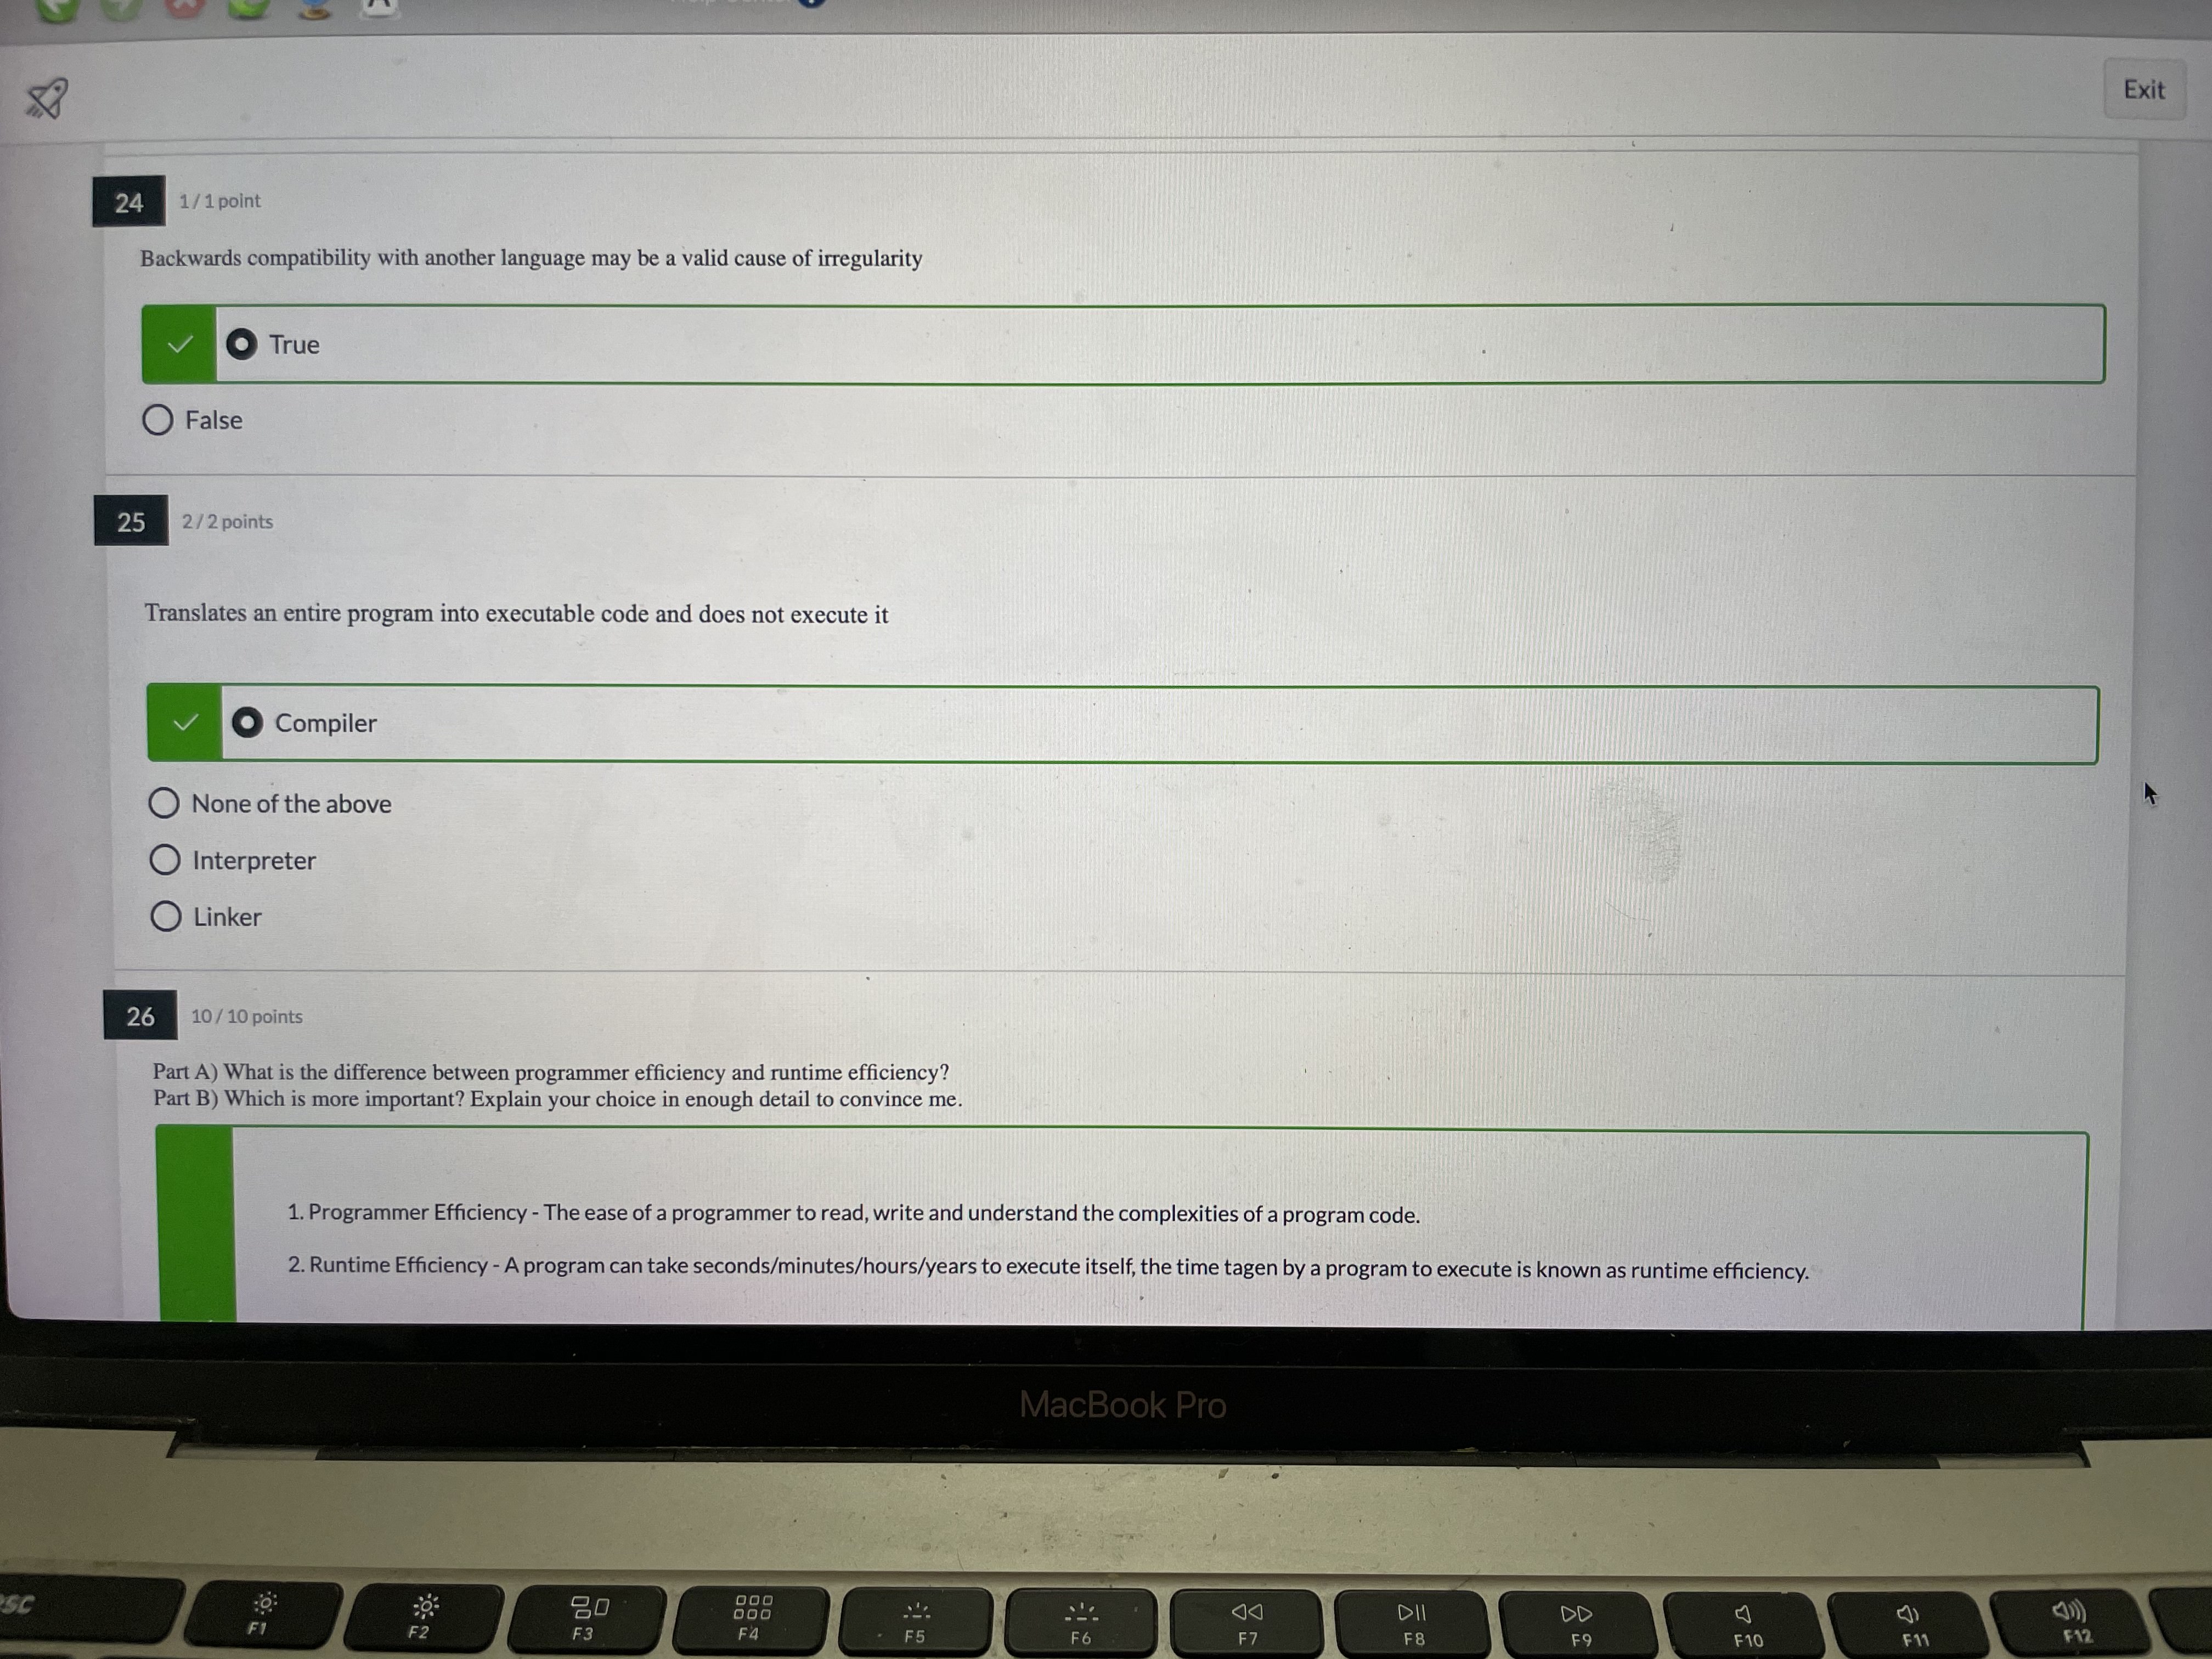 Exit
24 1 / 1 point
Backwards compatibility with another language may be a valid cause of irregularity
True
False
25 2 / 2 points
Translates an entire program into executable code and does not execute it
Compiler
None of the above
Interpreter
Linker
26 10 / 10 points
Part A) What is the difference between programmer efficiency and runtime efficiency?
Part B) Which is more important? Explain your choice in enough detail to convince me.
1. Programmer Efficiency - The ease of a programmer to read, write and understand the complexities of a program code.
2. Runtime Efficiency - A program can take seconds/minutes/hours/years to execute itself, the time tagen by a program to execute is known as runtime efficiency.
MacBook Pro
F1 F2 F3 F4 F5 F6 F7 F8 F9 F10 F11 F12